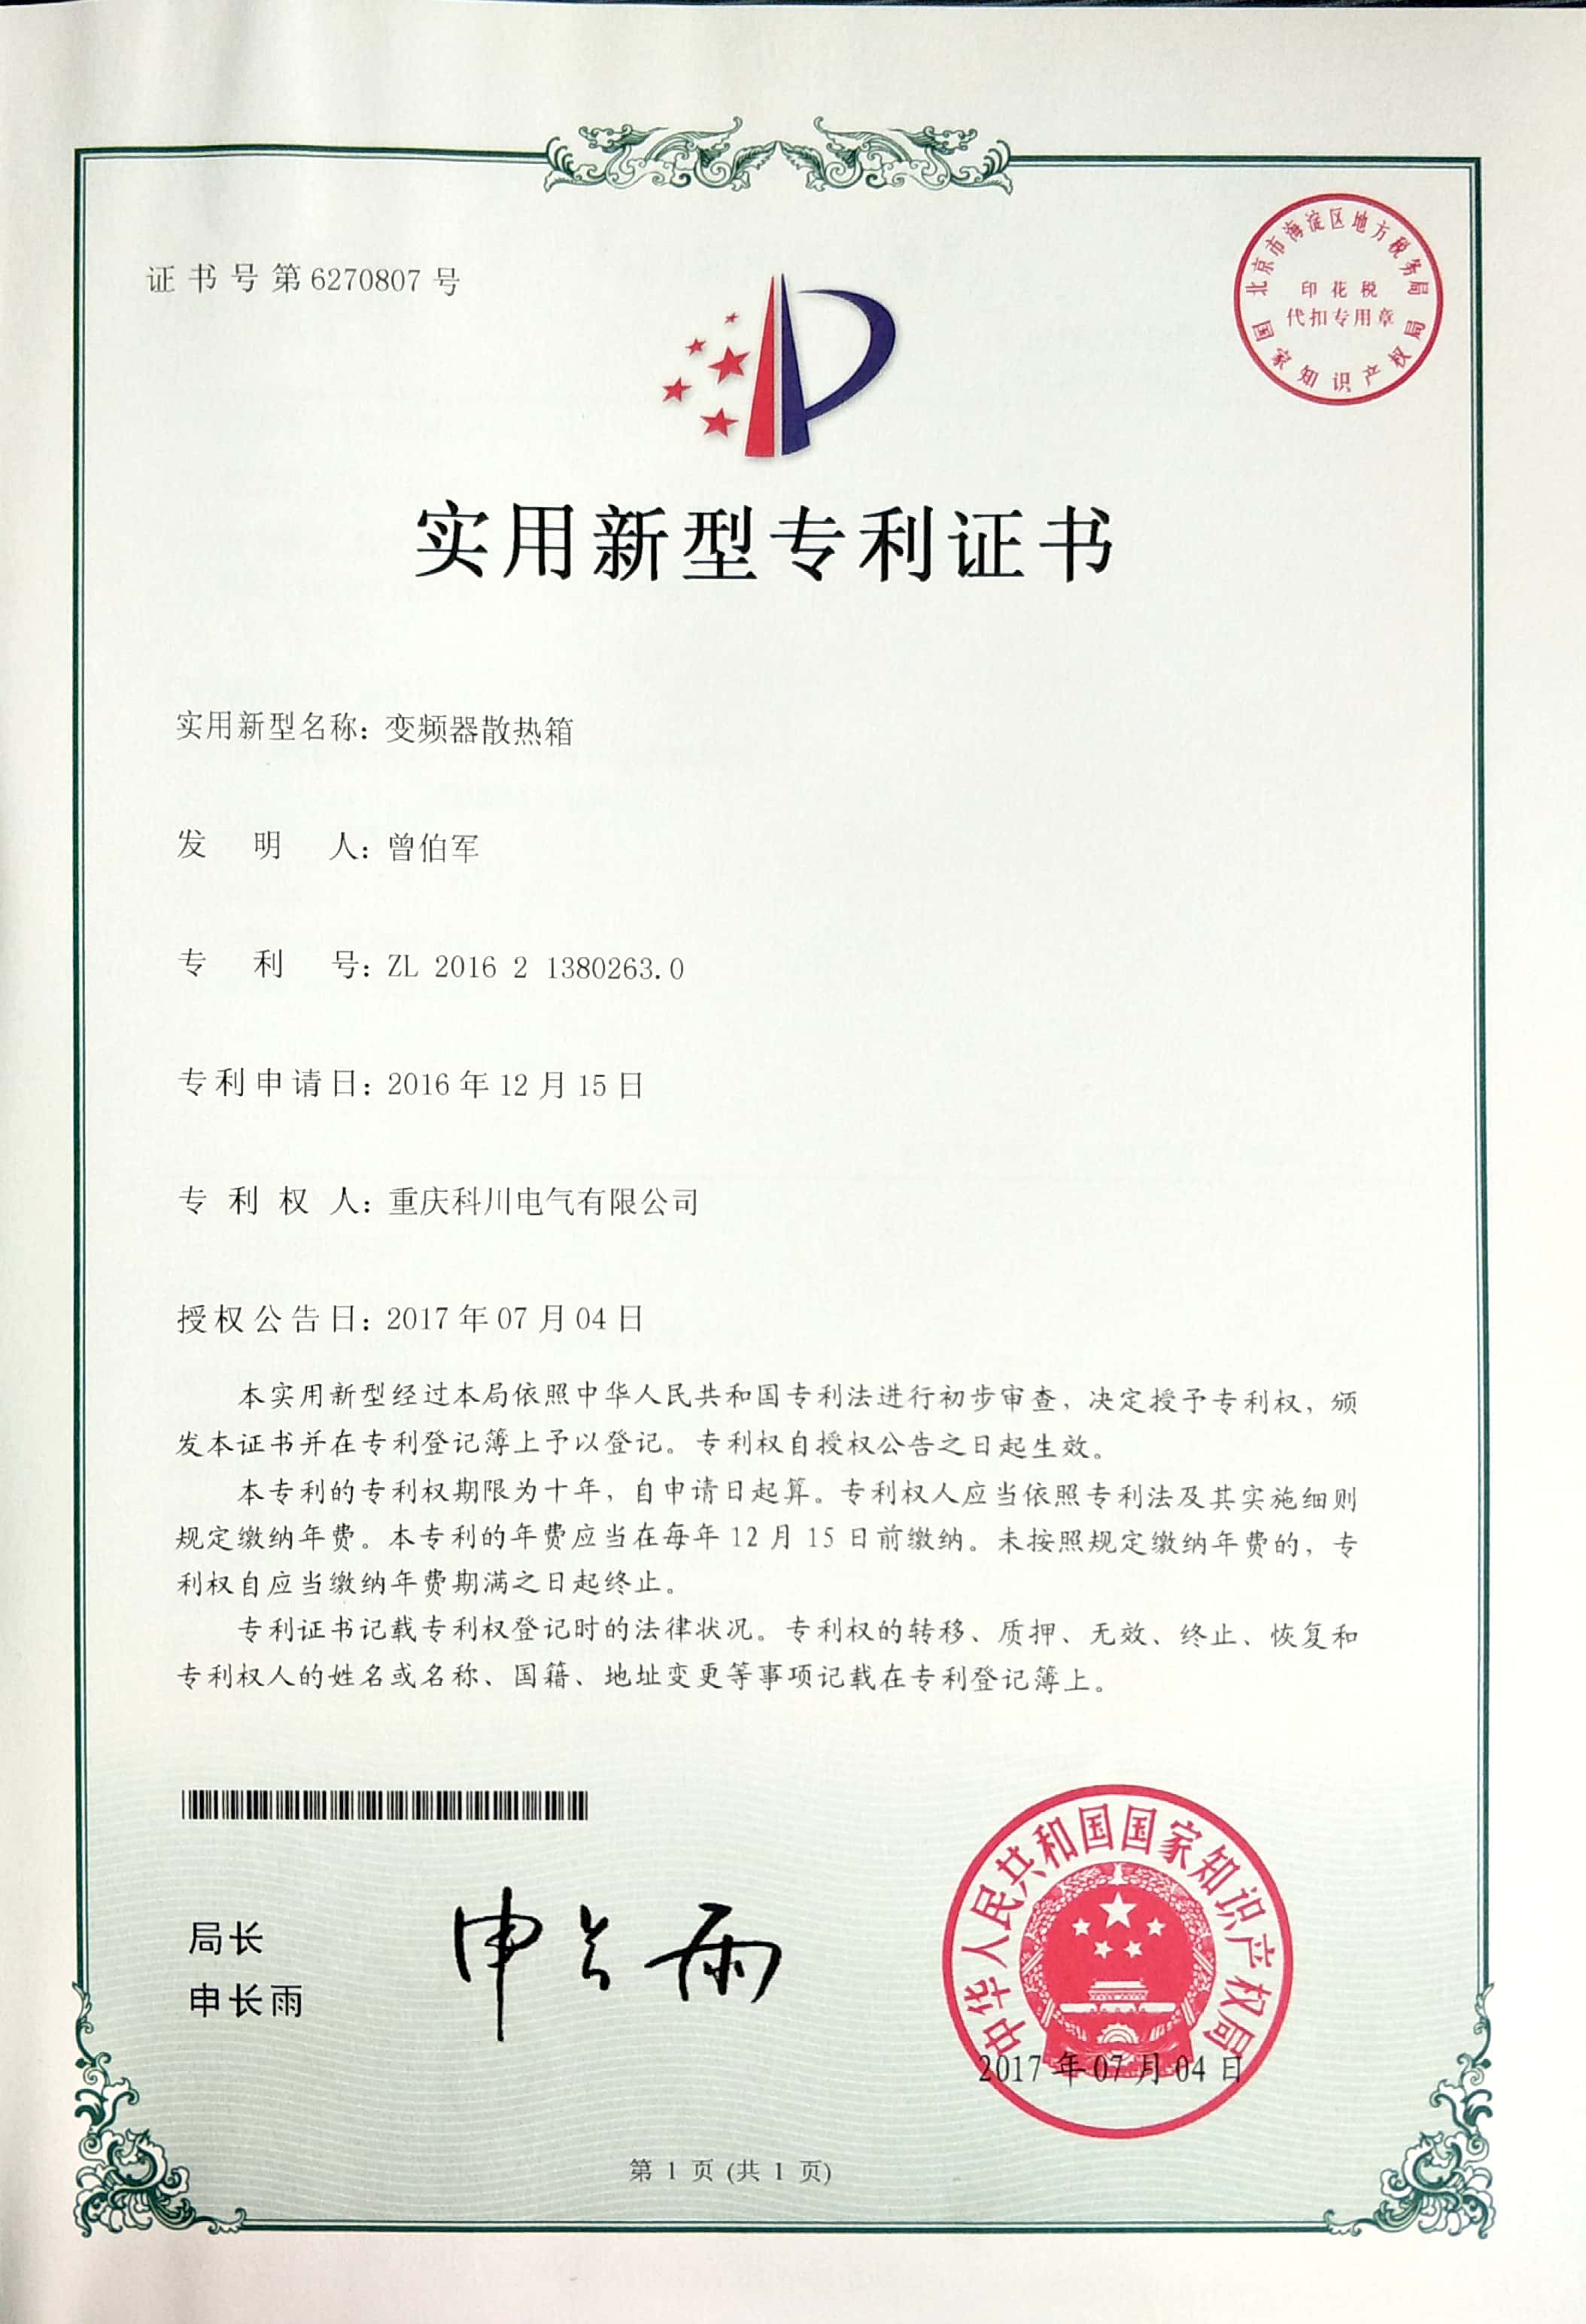 证书号第6270807号
北京市海淀区地方税务局
印花税
代扣专用章
国家知识产权局
实用新型专利证书
实用新型名称：变频器散热箱
发明人：曾伯军
专利号：ZL 2016 2 1380263.0
专利申请日：2016年12月15日
专利权人：重庆科川电气有限公司
授权公告日：2017年07月04日
本实用新型经过本局依照中华人民共和国专利法进行初步审查，决定授予专利权，颁
发本证书并在专利登记簿上予以登记。专利权自授权公告之日起生效。
本专利的专利权期限为十年，自申请日起算。专利权人应当依照专利法及其实施细则
规定缴纳年费。本专利的年费应当在每年12月15日前缴纳。未按照规定缴纳年费的，专
利权自应当缴纳年费期满之日起终止。
专利证书记载专利权登记时的法律状况。专利权的转移、质押、无效、终止、恢复和
专利权人的姓名或名称、国籍、地址变更等事项记载在专利登记簿上。
局长
申长雨
申长雨
中华人民共和国国家知识产权局
2017年07月04日
第 1 页 (共 1 页)